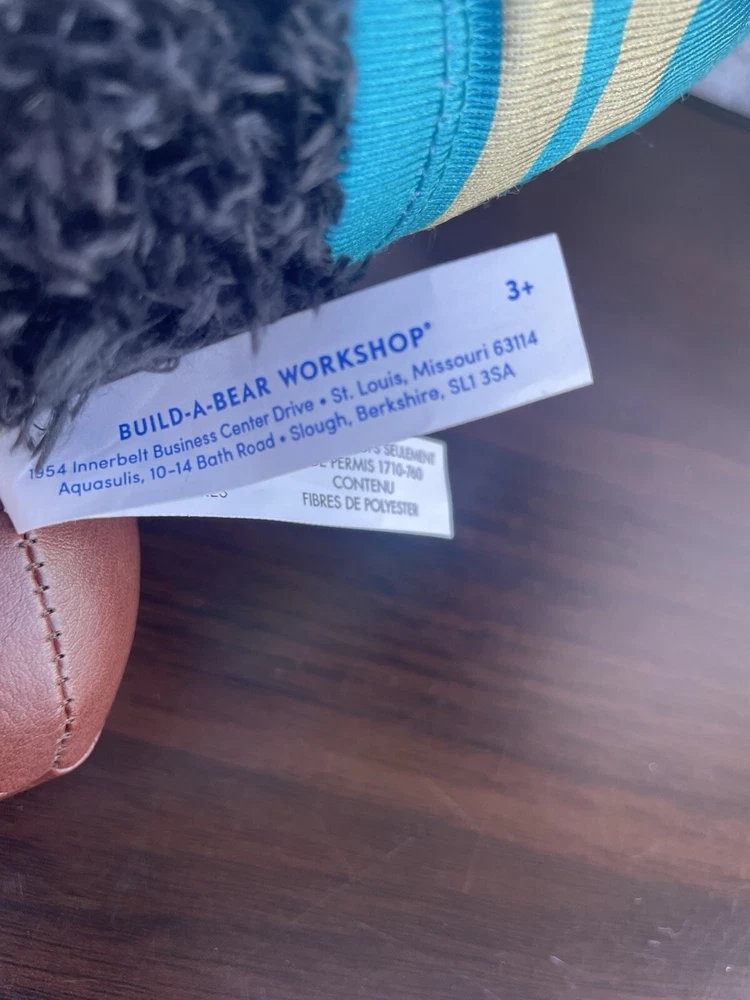 3+
BUILD-A-BEAR WORKSHOP®
1954 Innerbelt Business Center Drive • St. Louis, Missouri 63114
Aquasulis, 10-14 Bath Road • Slough, Berkshire, SL1 3SA
SEULEMENT
PERMIS 1710-760
CONTENU
FIBRES DE POLYESTER